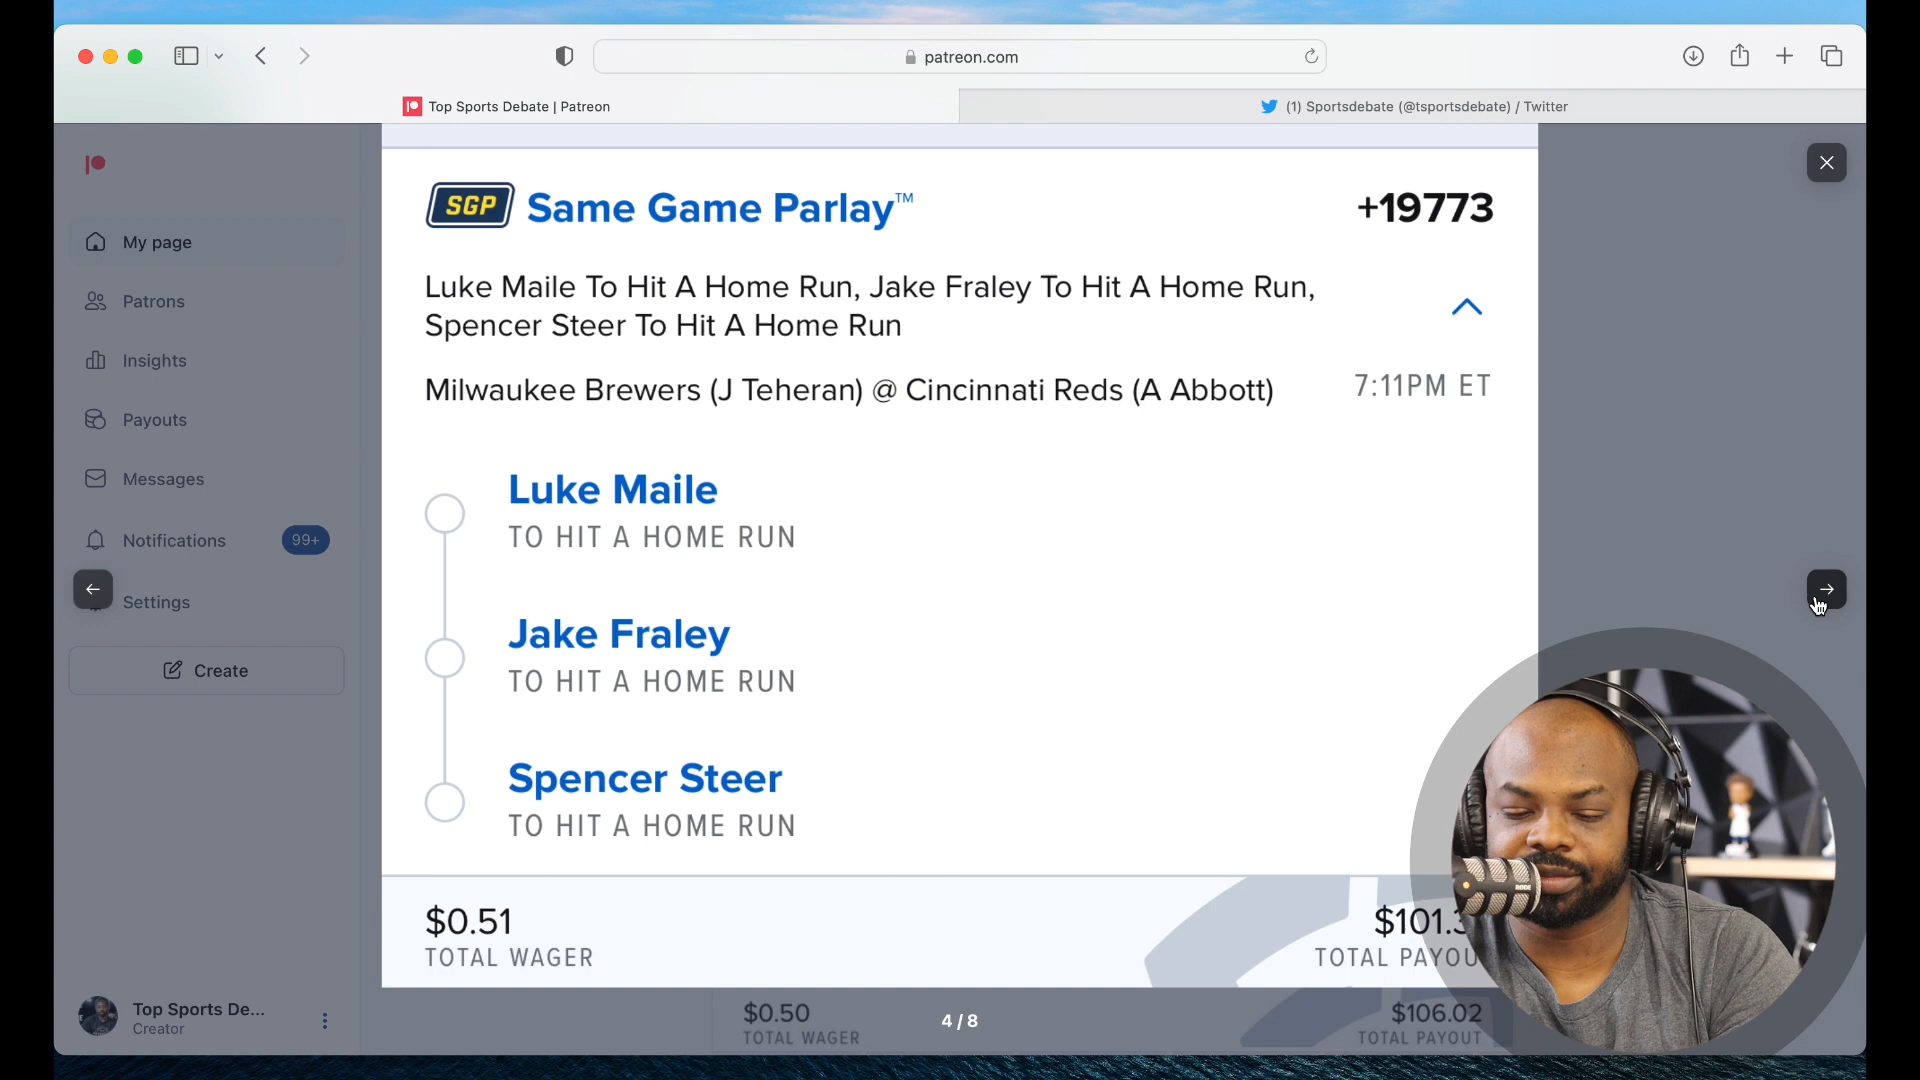 patreon.com
Top Sports Debate | Patreon
(1) Sportsdebate (@tsportsdebate) / Twitter
SGP Same Game Parlay™ +19773
Luke Maile To Hit A Home Run, Jake Fraley To Hit A Home Run,
Spencer Steer To Hit A Home Run
Milwaukee Brewers (J Teheran) @ Cincinnati Reds (A Abbott) 7:11PM ET
My page
Patrons
Insights
Payouts
Messages
Notifications 99+
Settings
Create
Luke Maile
TO HIT A HOME RUN
Jake Fraley
TO HIT A HOME RUN
Spencer Steer
TO HIT A HOME RUN
$0.51
TOTAL WAGER
$101.3
TOTAL PAYOU
Top Sports De...
Creator
$0.50
TOTAL WAGER
4 / 8
$106.02
TOTAL PAYOUT
RODE